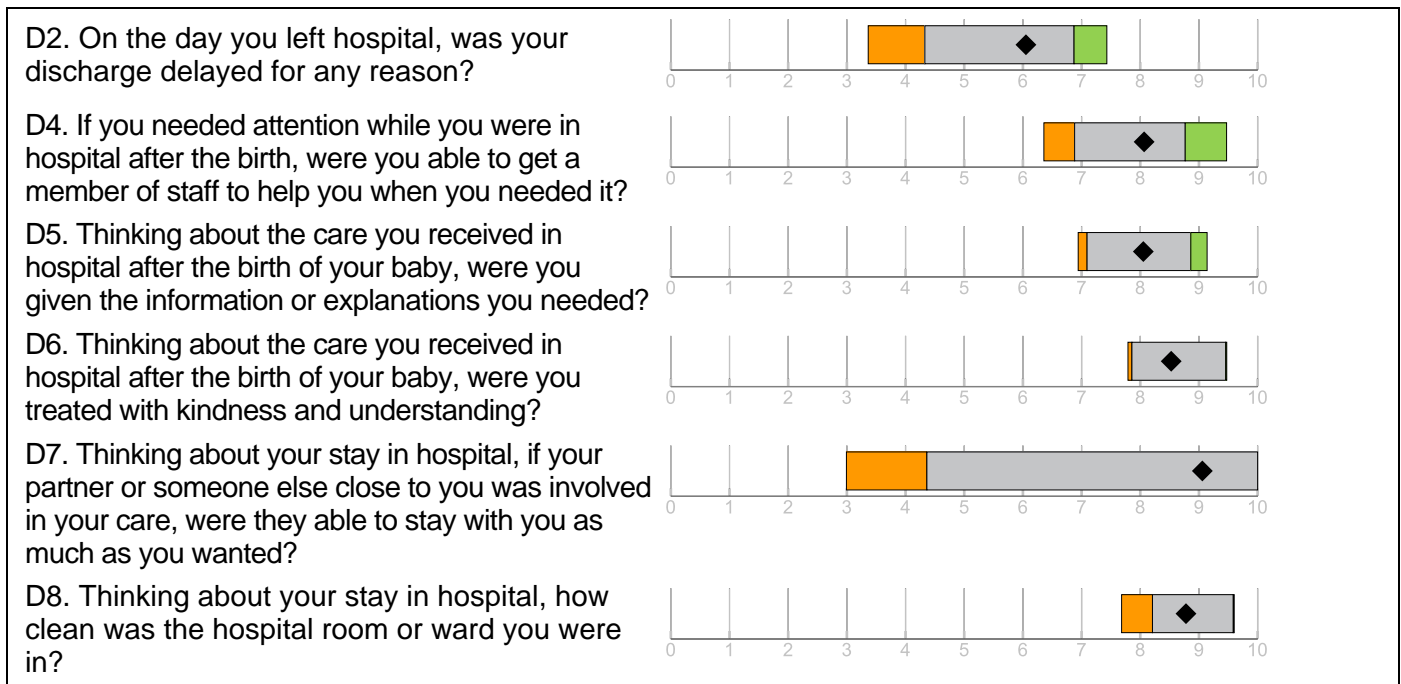 D2. On the day you left hospital, was your
discharge delayed for any reason?
0 1 2 3 4 5 6 7 8 9 10
D4. If you needed attention while you were in
hospital after the birth, were you able to get a
member of staff to help you when you needed it?
0 1 2 3 4 5 6 7 8 9 10
D5. Thinking about the care you received in
hospital after the birth of your baby, were you
given the information or explanations you needed?
0 1 2 3 4 5 6 7 8 9 10
D6. Thinking about the care you received in
hospital after the birth of your baby, were you
treated with kindness and understanding?
0 1 2 3 4 5 6 7 8 9 10
D7. Thinking about your stay in hospital, if your
partner or someone else close to you was involved
in your care, were they able to stay with you as
much as you wanted?
0 1 2 3 4 5 6 7 8 9 10
D8. Thinking about your stay in hospital, how
clean was the hospital room or ward you were
in?
0 1 2 3 4 5 6 7 8 9 10